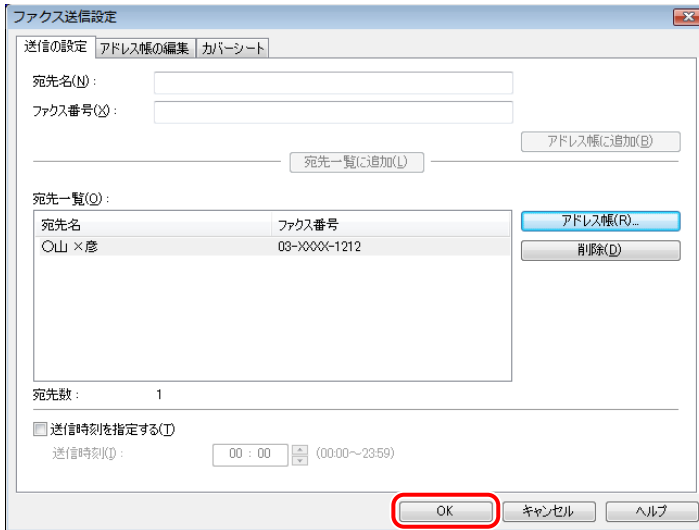 ファクス送信設定
送信の設定 アドレス帳の編集 カバーシート
宛先名(N) :
ファクス番号(X) :
アドレス帳に追加(B)
宛先一覧に追加(L)
宛先一覧(O) :
宛先名 ファクス番号
〇山 ×彦 03-XXXX-1212
アドレス帳(R)...
削除(D)
宛先数 : 1
送信時刻を指定する(T)
送信時刻(I) : 00 : 00 (00:00～23:59)
OK キャンセル ヘルプ